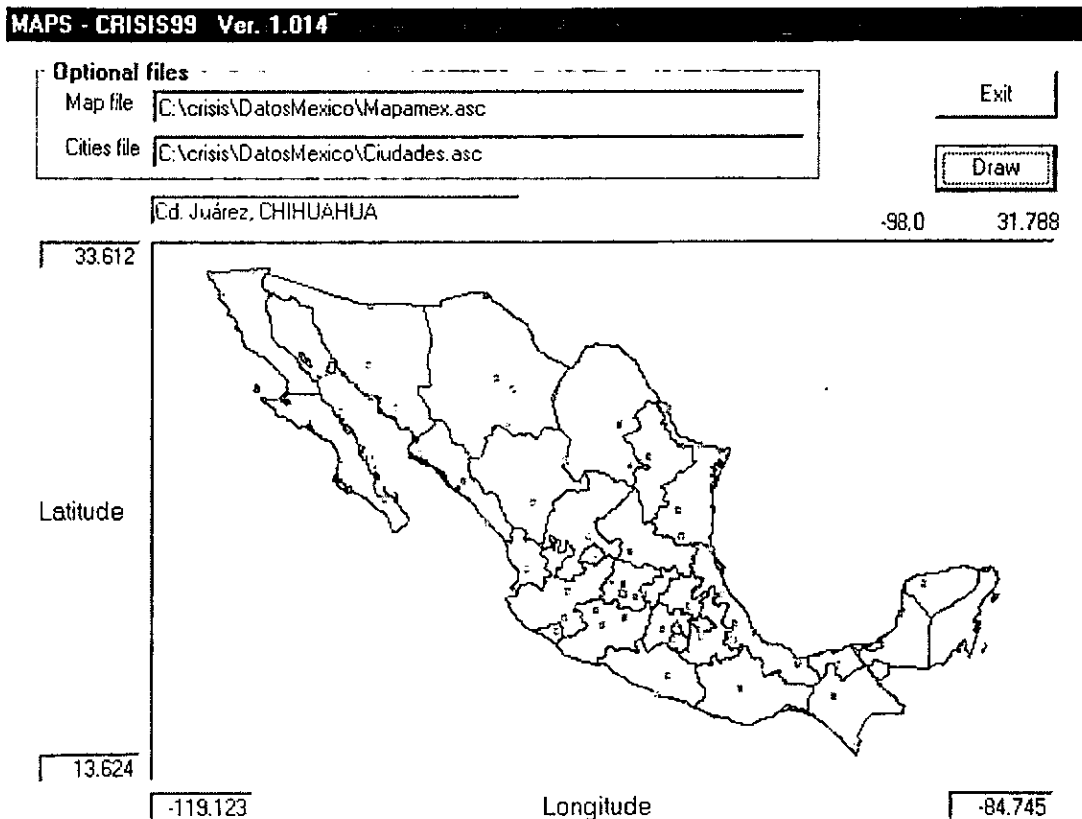 MAPS - CRISIS99 Ver. 1.014
Optional files
Map file C:\crisis\DatosMexico\Mapamex.asc
Cities file C:\crisis\DatosMexico\Ciudades.asc
Exit
Draw
Cd. Juárez, CHIHUAHUA
-98.0 31.788
33.612
Latitude
13.624
-119.123 Longitude -84.745